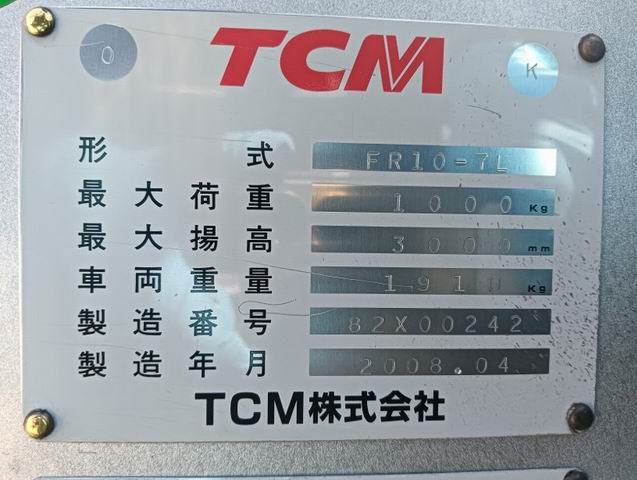 O TCM K
形式 FR10-7L
最大荷重 1000 Kg
最大揚高 3000 mm
車両重量 1910 Kg
製造番号 82X00242
製造年月 2008.04
TCM株式会社